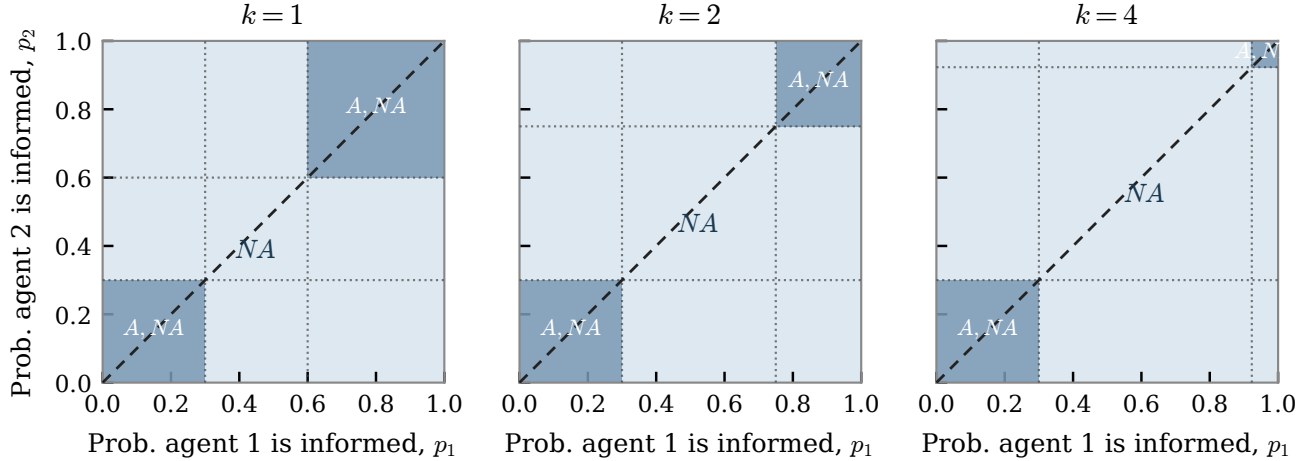 k = 1
k = 2
k = 4
Prob. agent 2 is informed, p₂
1.0
0.8
0.6
0.4
0.2
0.0
A, NA
NA
A, NA
0.0 0.2 0.4 0.6 0.8 1.0
Prob. agent 1 is informed, p₁
A, NA
NA
A, NA
0.0 0.2 0.4 0.6 0.8 1.0
Prob. agent 1 is informed, p₁
A, N
NA
A, NA
0.0 0.2 0.4 0.6 0.8 1.0
Prob. agent 1 is informed, p₁